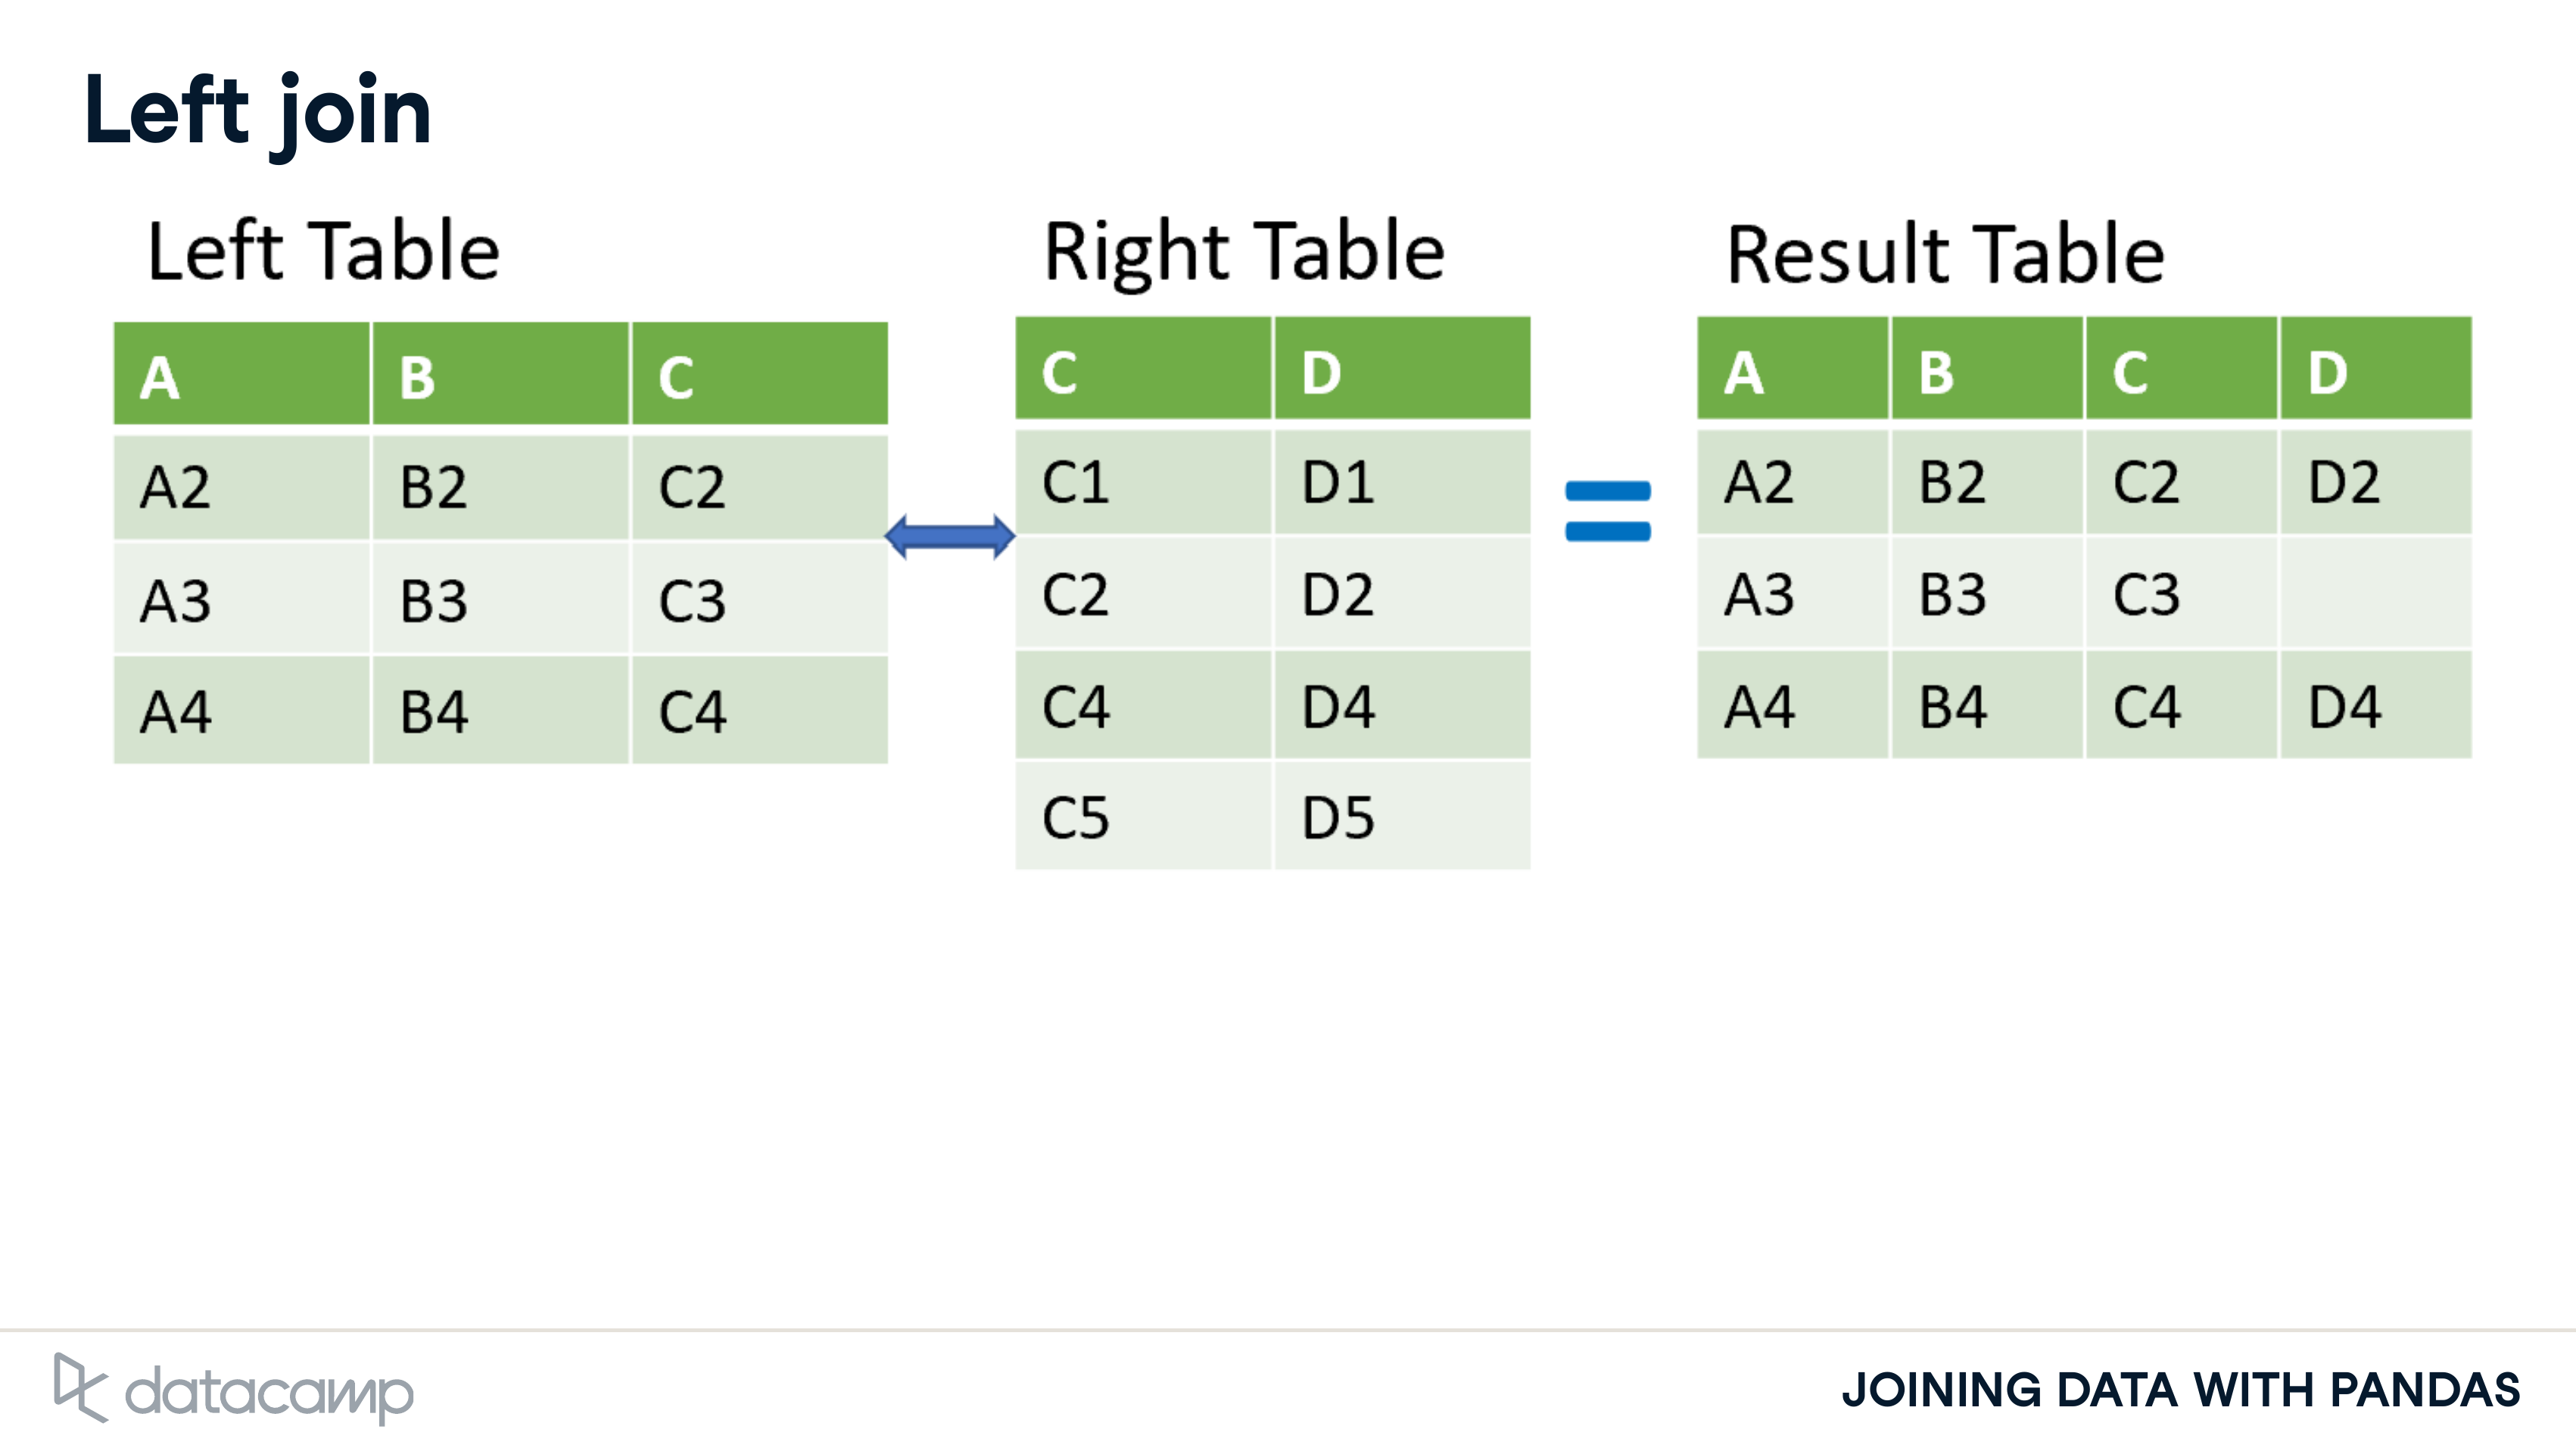 Left join
Left Table
A B C
A2 B2 C2
A3 B3 C3
A4 B4 C4
Right Table
C D
C1 D1
C2 D2
C4 D4
C5 D5
=
Result Table
A B C D
A2 B2 C2 D2
A3 B3 C3
A4 B4 C4 D4
datacamp
JOINING DATA WITH PANDAS